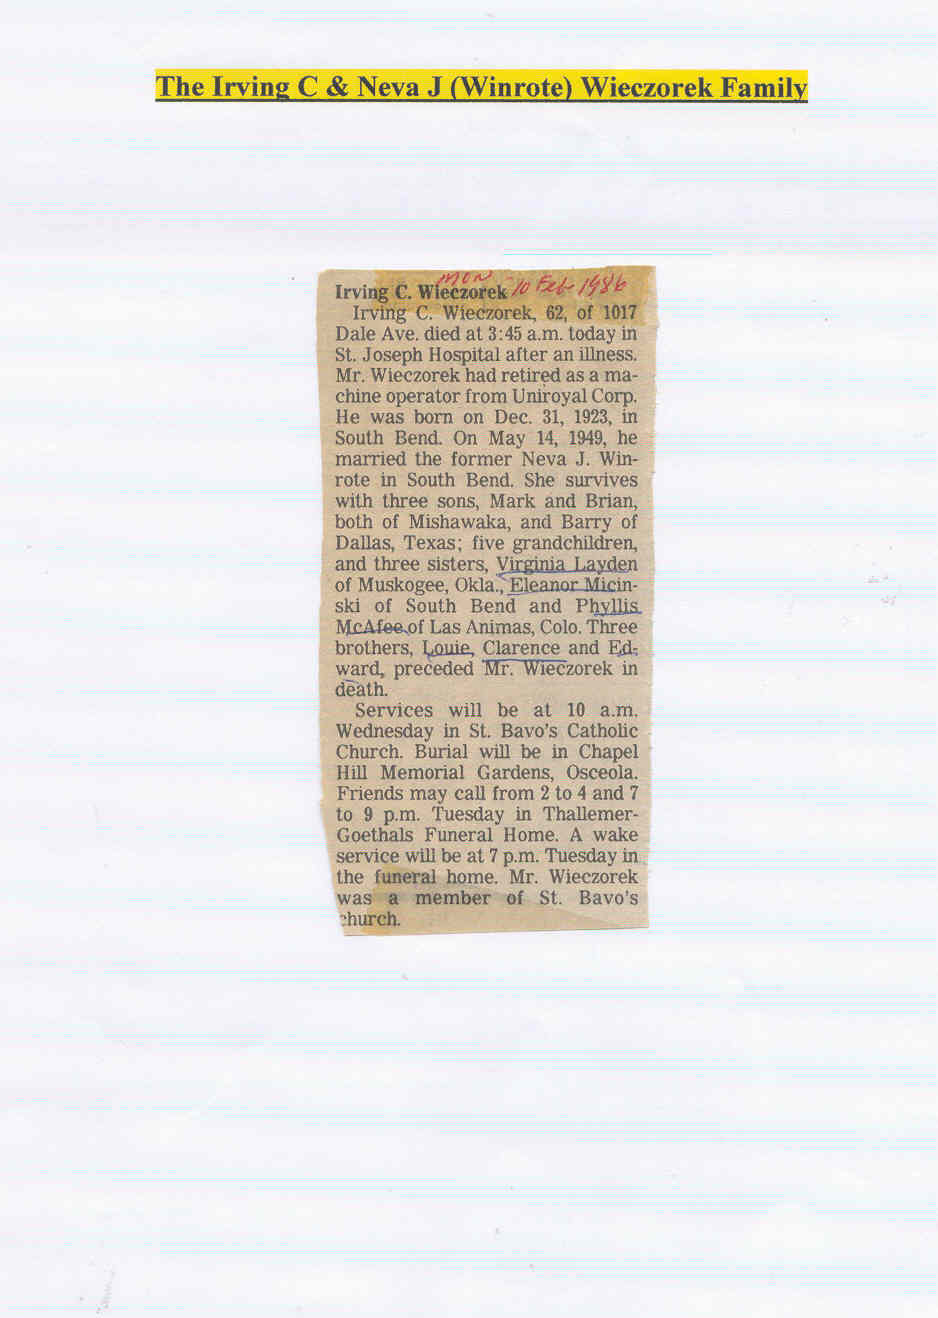 The Irving C & Neva J (Winrote) Wieczorek Family
MON 10 Feb 1986
Irving C. Wieczorek
Irving C. Wieczorek, 62, of 1017
Dale Ave. died at 3:45 a.m. today in
St. Joseph Hospital after an illness.
Mr. Wieczorek had retired as a ma-
chine operator from Uniroyal Corp.
He was born on Dec. 31, 1923, in
South Bend. On May 14, 1949, he
married the former Neva J. Win-
rote in South Bend. She survives
with three sons, Mark and Brian,
both of Mishawaka, and Barry of
Dallas, Texas; five grandchildren,
and three sisters, Virginia Layden
of Muskogee, Okla., Eleanor Micin-
ski of South Bend and Phyllis
McAfee of Las Animas, Colo. Three
brothers, Louie, Clarence and Ed-
ward, preceded Mr. Wieczorek in
death.
Services will be at 10 a.m.
Wednesday in St. Bavo's Catholic
Church. Burial will be in Chapel
Hill Memorial Gardens, Osceola.
Friends may call from 2 to 4 and 7
to 9 p.m. Tuesday in Thallemer-
Goethals Funeral Home. A wake
service will be at 7 p.m. Tuesday in
the funeral home. Mr. Wieczorek
was a member of St. Bavo's
church.